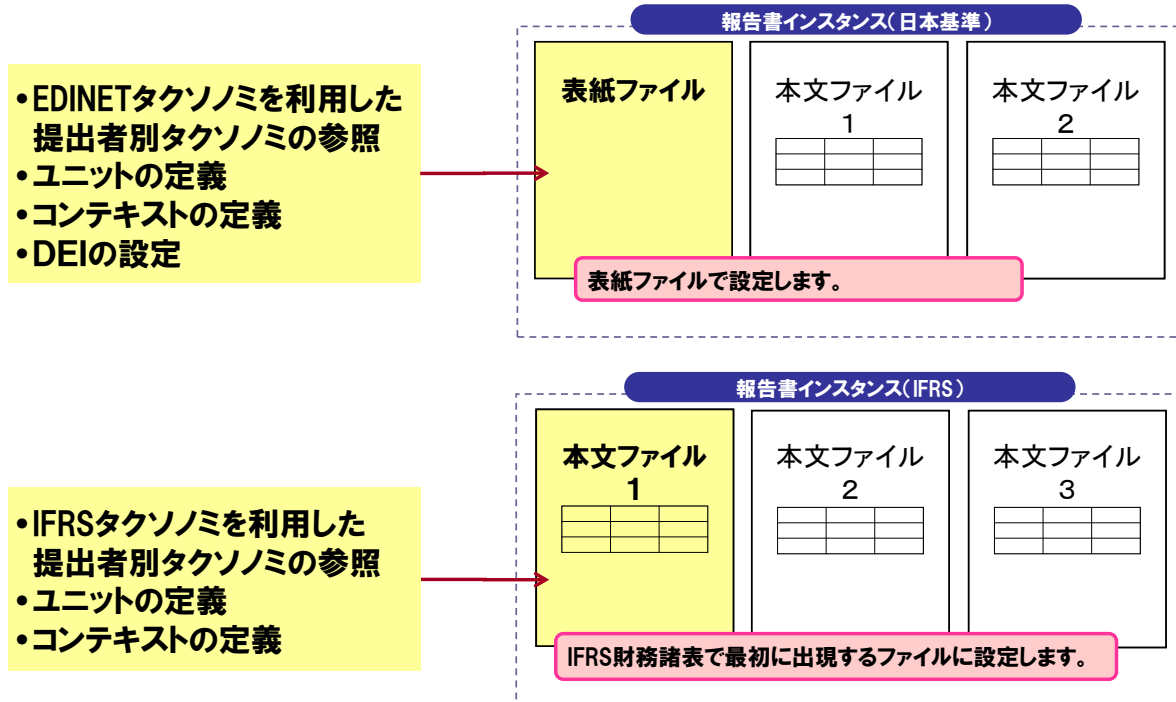 報告書インスタンス(日本基準)
•EDINETタクソノミを利用した
提出者別タクソノミの参照
•ユニットの定義
•コンテキストの定義
•DEIの設定
表紙ファイル
本文ファイル
1
本文ファイル
2
表紙ファイルで設定します。
報告書インスタンス(IFRS)
•IFRSタクソノミを利用した
提出者別タクソノミの参照
•ユニットの定義
•コンテキストの定義
本文ファイル
1
本文ファイル
2
本文ファイル
3
IFRS財務諸表で最初に出現するファイルに設定します。